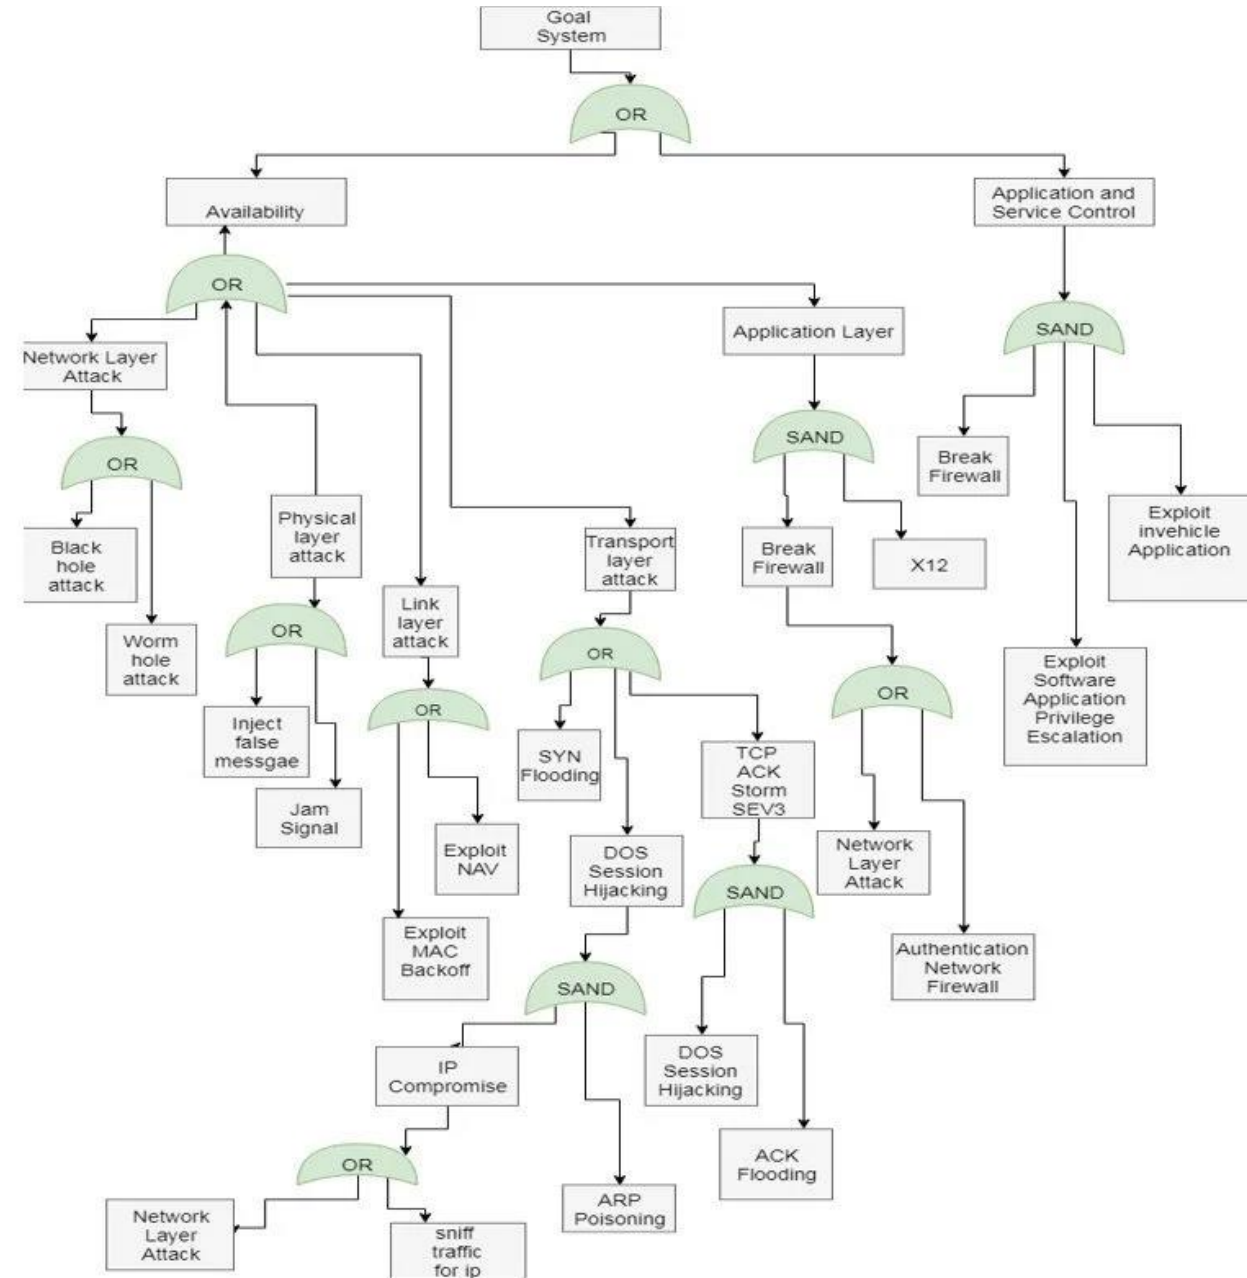 Goal
System
OR
Availability
Application and
Service Control
OR
SAND
Network Layer
Attack
Application Layer
OR
SAND
Break
Firewall
Physical
layer
attack
Exploit
invehicle
Application
Black
hole
attack
Transport
layer
attack
Break
Firewall
X12
Link
layer
attack
OR
Worm
hole
attack
OR
Exploit
Software
Application
Privilege
Escalation
OR
OR
Inject
false
messgae
SYN
Flooding
TCP
ACK
Storm
SEV3
Jam
Signal
Exploit
NAV
DOS
Session
Hijacking
Network
Layer
Attack
SAND
Exploit
MAC
Backoff
Authentication
Network
Firewall
SAND
IP
Compromise
DOS
Session
Hijacking
OR
ACK
Flooding
Network
Layer
Attack
ARP
Poisoning
sniff
traffic
for ip